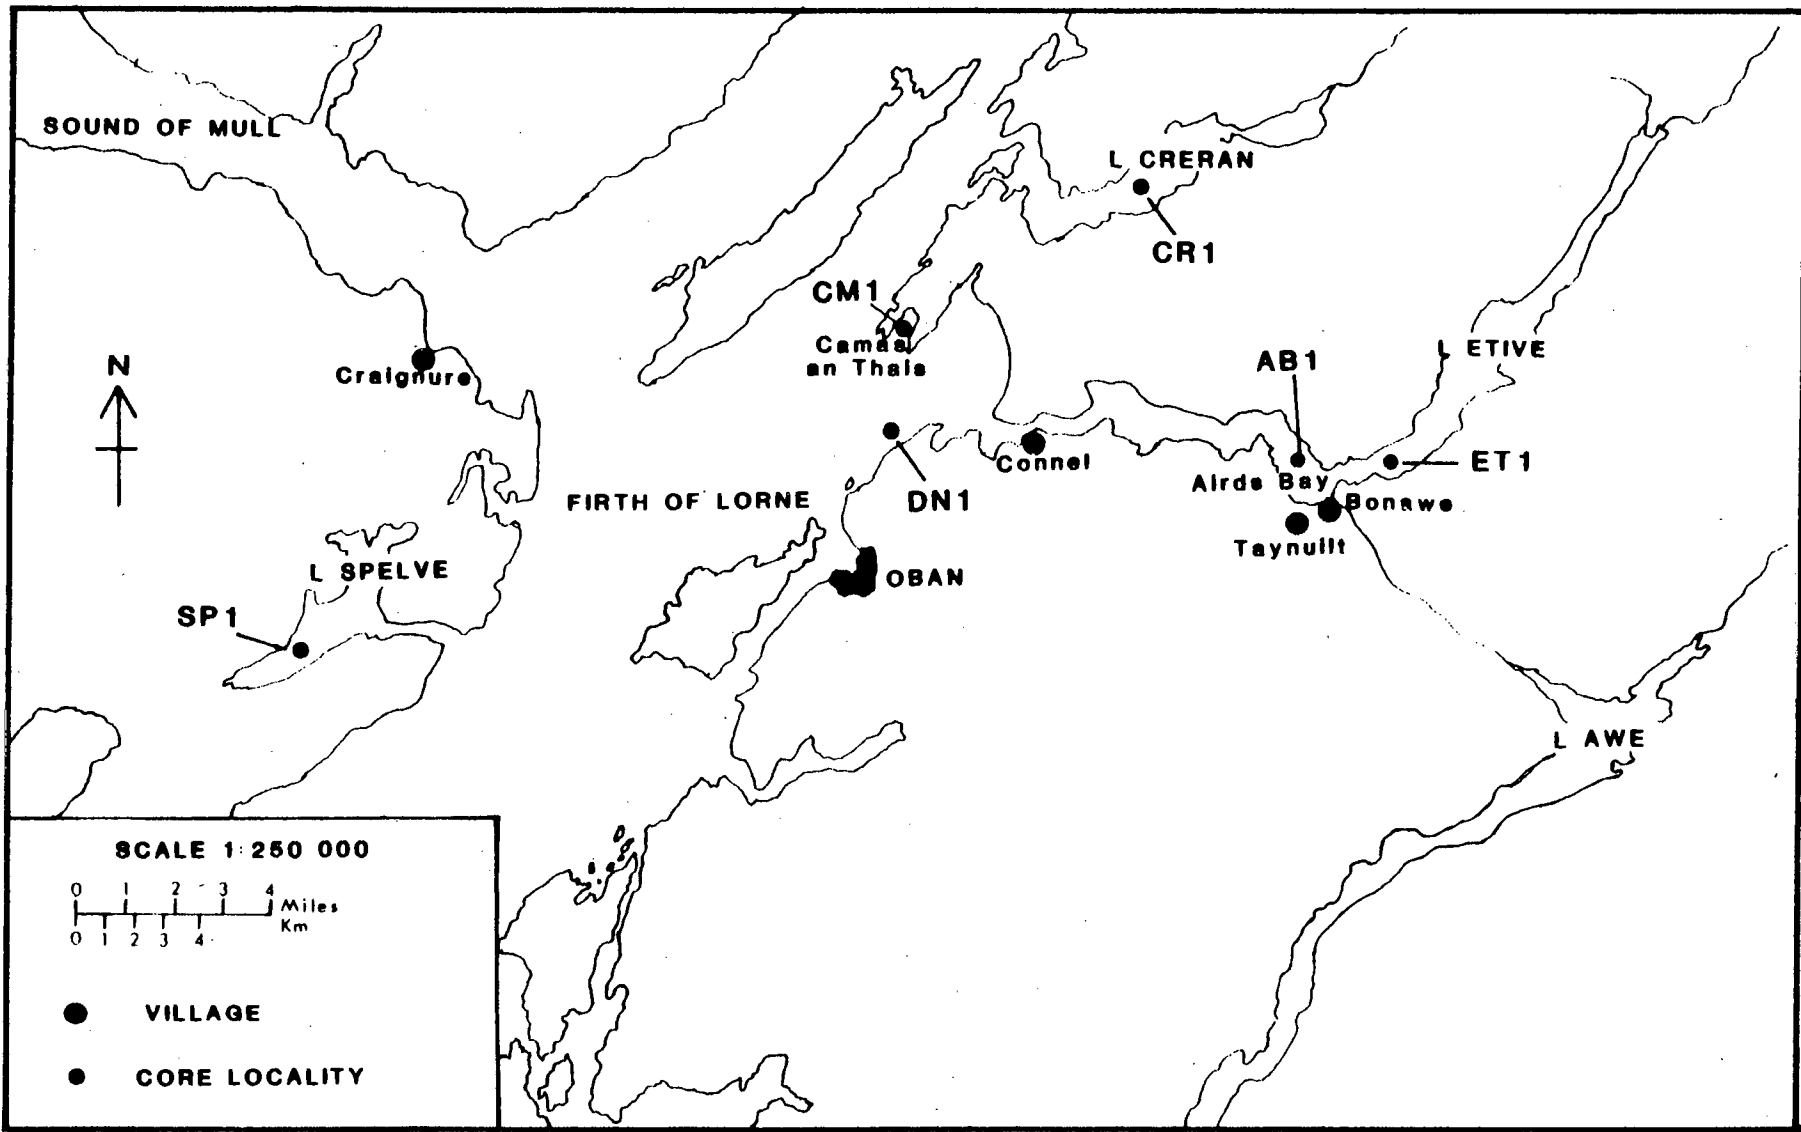 SOUND OF MULL
L CRERAN
CR1
CM1
Camas
an Thais
N
Craignure
L ETIVE
AB1
Connel
ET1
Airds Bay
DN1
FIRTH OF LORNE
Bonawe
Taynuilt
L SPELVE
OBAN
SP1
L AWE
SCALE 1:250 000
0 1 2 3 4
Miles
Km
0 1 2 3 4
VILLAGE
CORE LOCALITY